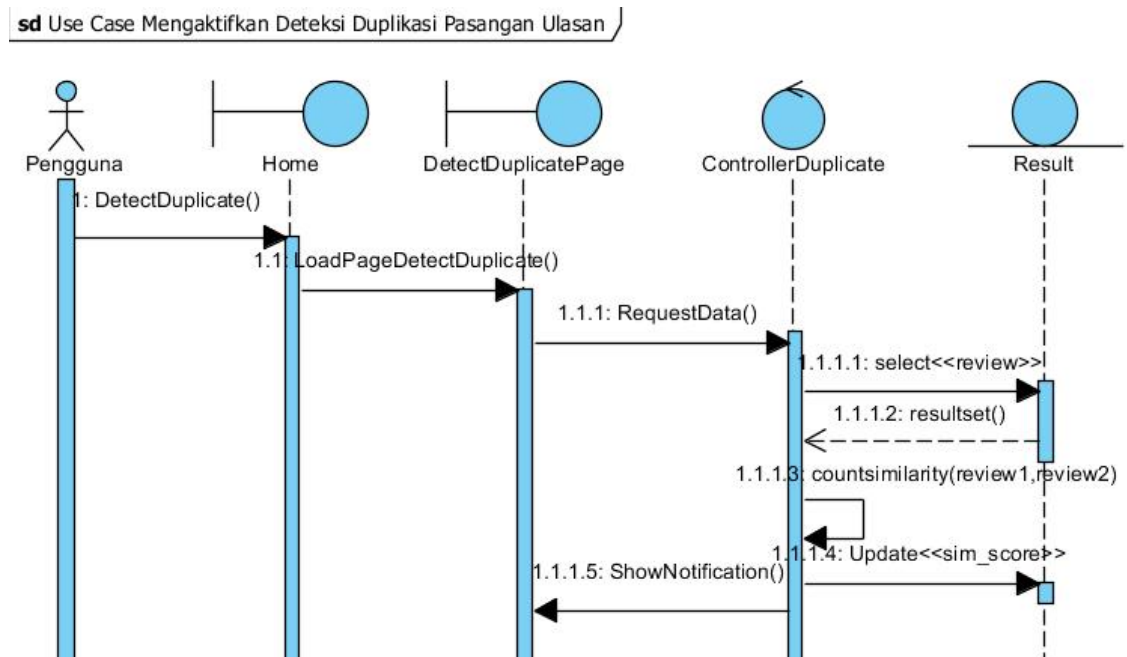 sd Use Case Mengaktifkan Deteksi Duplikasi Pasangan Ulasan
Pengguna
Home
DetectDuplicatePage
ControllerDuplicate
Result
1: DetectDuplicate()
1.1: LoadPageDetectDuplicate()
1.1.1: RequestData()
1.1.1.1: select<<review>>
1.1.1.2: resultset()
1.1.1.3: countsimilarity(review1,review2)
1.1.1.4: Update<<sim_score>>
1.1.1.5: ShowNotification()